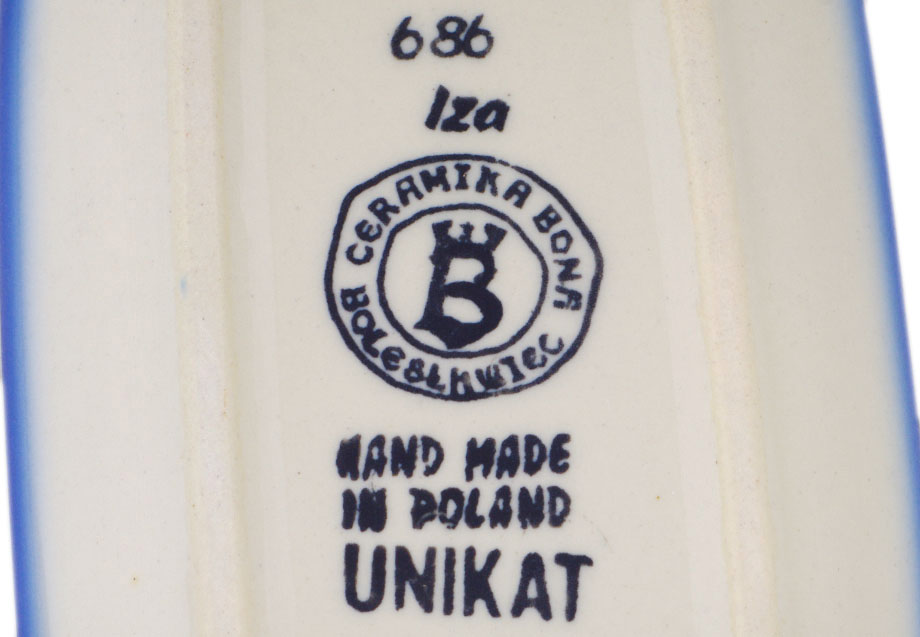 686
Iza
CERAMIKA BONA
BOLESŁAWIEC
B
HAND MADE
IN POLAND
UNIKAT